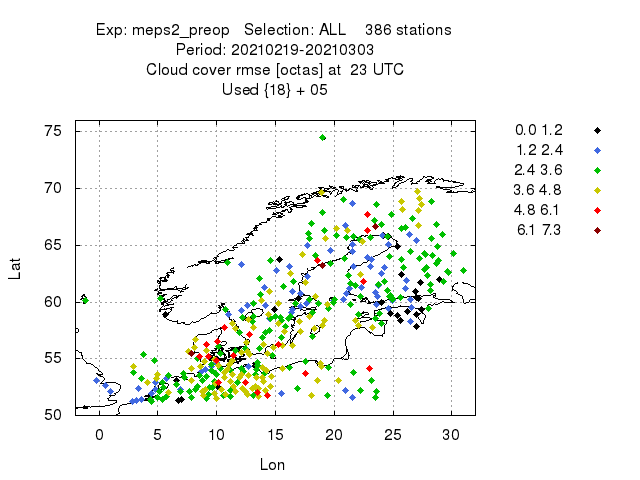 Exp: meps2_preop   Selection: ALL    386 stations
Period: 20210219-20210303
Cloud cover rmse [octas] at  23 UTC
Used {18} + 05
0.0 1.2
1.2 2.4
2.4 3.6
3.6 4.8
4.8 6.1
6.1 7.3
75
70
65
60
55
50
Lat
0 5 10 15 20 25 30
Lon